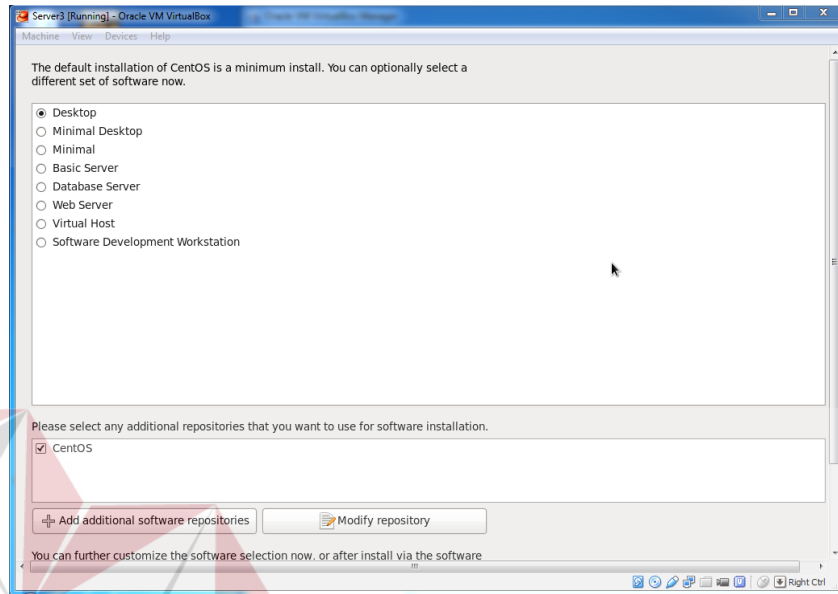 Server3 [Running] - Oracle VM VirtualBox
Machine View Devices Help
The default installation of CentOS is a minimum install. You can optionally select a
different set of software now.
Desktop
Minimal Desktop
Minimal
Basic Server
Database Server
Web Server
Virtual Host
Software Development Workstation
Please select any additional repositories that you want to use for software installation.
CentOS
Add additional software repositories
Modify repository
You can further customize the software selection now, or after install via the software
Right Ctrl